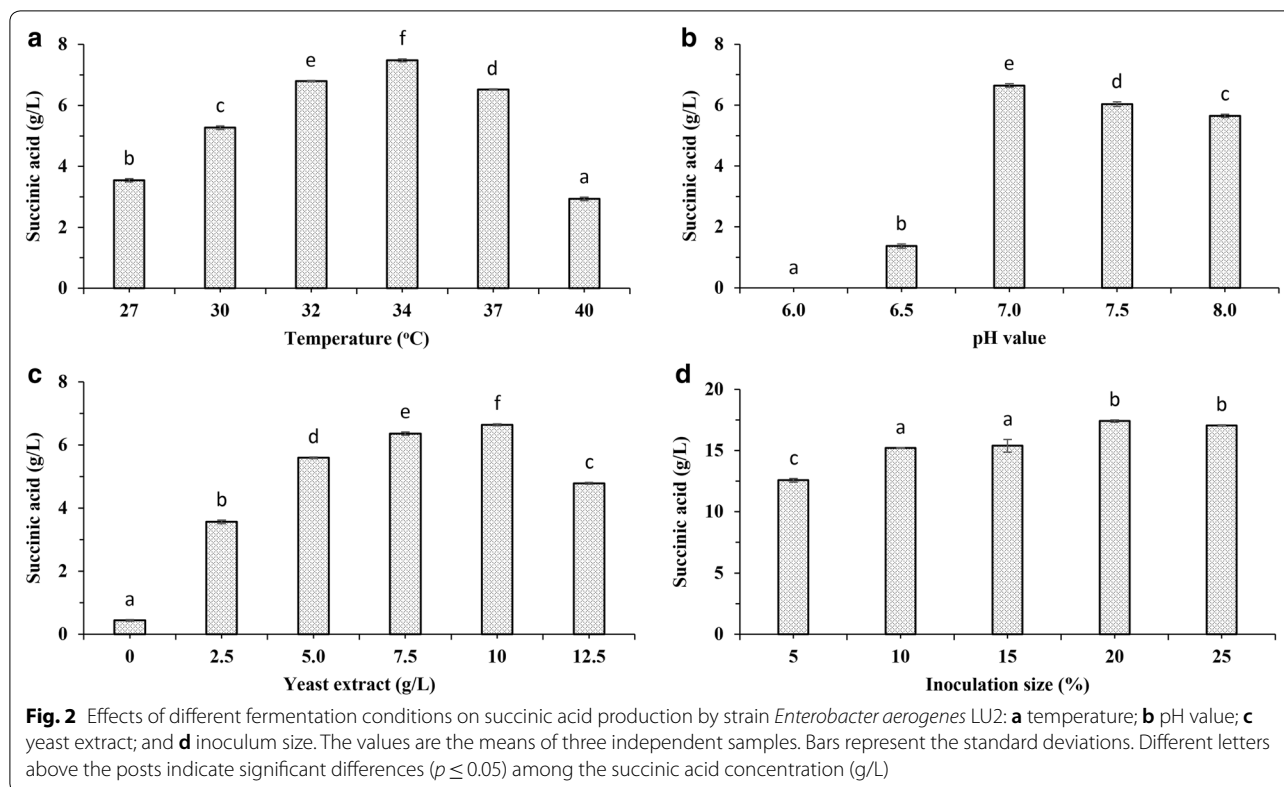 a
8
6
4
2
0
Succinic acid (g/L)
b c e f d a
27 30 32 34 37 40
Temperature (°C)
b
8
6
4
2
0
Succinic acid (g/L)
a b e d c
6.0 6.5 7.0 7.5 8.0
pH value
c
8
6
4
2
0
Succinic acid (g/L)
a b d e f c
0 2.5 5.0 7.5 10 12.5
Yeast extract (g/L)
d
20
15
10
5
0
Succinic acid (g/L)
c a a b b
5 10 15 20 25
Inoculation size (%)
Fig. 2 Effects of different fermentation conditions on succinic acid production by strain Enterobacter aerogenes LU2: a temperature; b pH value; c
yeast extract; and d inoculum size. The values are the means of three independent samples. Bars represent the standard deviations. Different letters
above the posts indicate significant differences (p ≤ 0.05) among the succinic acid concentration (g/L)